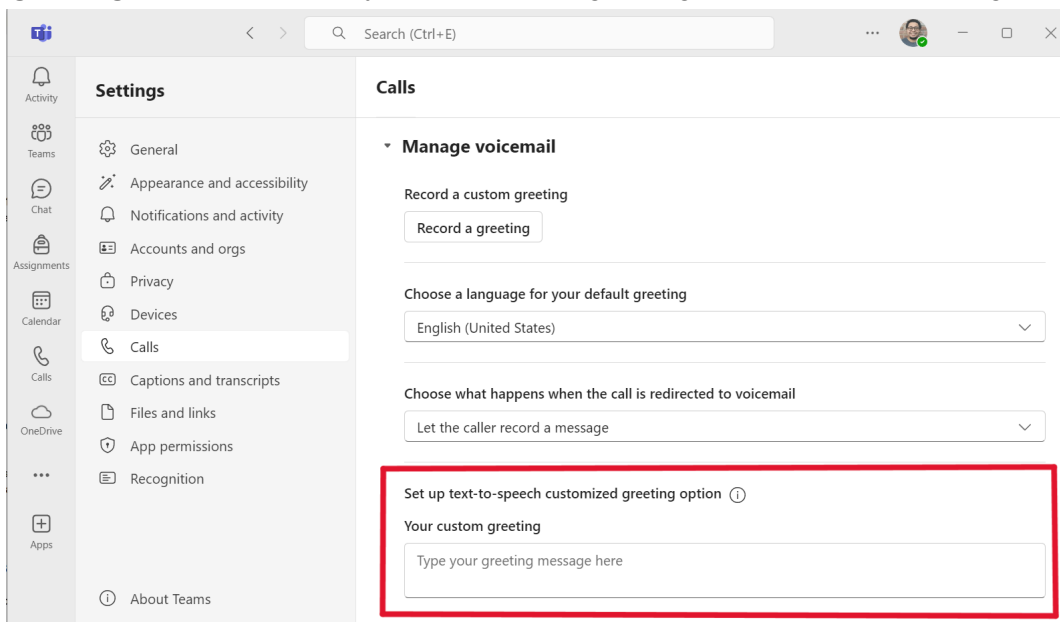 Search (Ctrl+E)
Activity
Teams
Chat
Assignments
Calendar
Calls
OneDrive
Apps
Settings
General
Appearance and accessibility
Notifications and activity
Accounts and orgs
Privacy
Devices
Calls
CC Captions and transcripts
Files and links
App permissions
Recognition
About Teams
Calls
Manage voicemail
Record a custom greeting
Record a greeting
Choose a language for your default greeting
English (United States)
Choose what happens when the call is redirected to voicemail
Let the caller record a message
Set up text-to-speech customized greeting option
Your custom greeting
Type your greeting message here